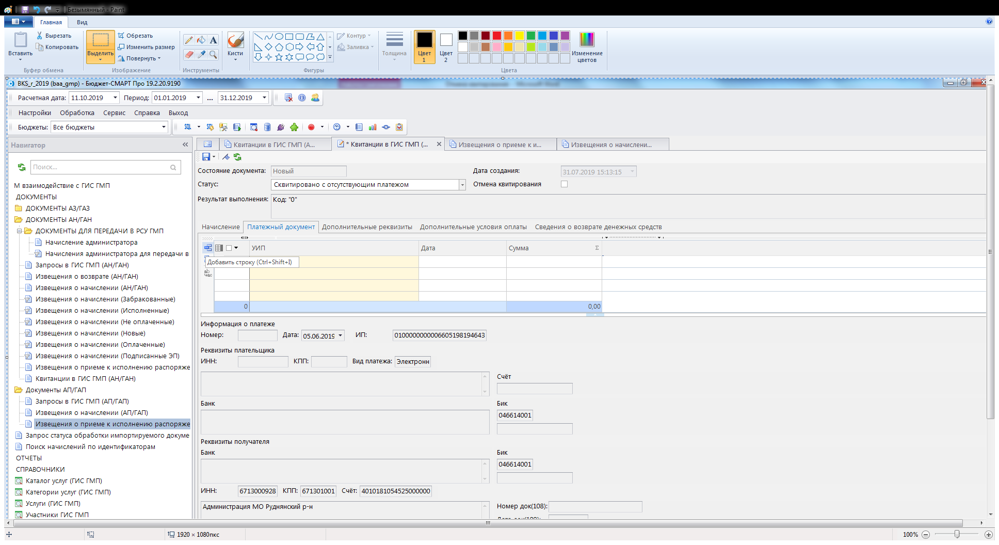 Безымянный - Paint
Главная Вид
Вставить
Вырезать
Копировать
Буфер обмена
Выделить
Обрезать
Изменить размер
Повернуть
Изображение
Инструменты
Кисти
Контур
Заливка
Фигуры
Толщина
Цвет 1
Цвет 2
Изменение цветов
Цвета
BKS_r_2019 (baa_gmp) - Бюджет-СМАРТ Про 19.2.20.9190
Расчетная дата: 11.10.2019 Период: 01.01.2019 ... 31.12.2019
Настройки Обработка Сервис Справка Выход
Бюджеты: Все бюджеты
SQL
Навигатор
Поиск...
М взаимодействие с ГИС ГМП
ДОКУМЕНТЫ
ДОКУМЕНТЫ АЗ/ГАЗ
ДОКУМЕНТЫ АН/ГАН
ДОКУМЕНТЫ ДЛЯ ПЕРЕДАЧИ В РСУ ГМП
Начисление администратора
Начисления администратора для передачи в
Запросы в ГИС ГМП (АН/ГАН)
Извещения о возврате (АН/ГАН)
Извещения о начислении (АН/ГАН)
Извещения о начислении (Забракованные)
Извещения о начислении (Исполненные)
Извещения о начислении (Не оплаченные)
Извещения о начислении (Новые)
Извещения о начислении (Оплаченные)
Извещения о начислении (Подписанные ЭП)
Извещения о приеме к исполнению распоряже
Квитанции в ГИС ГМП (АН/ГАН)
Документы АП/ГАП
Запросы в ГИС ГМП (АП/ГАП)
Извещения о начислении (АП/ГАП)
Извещения о приеме к исполнению распоряже
Запрос статуса обработки импортируемого докуме
Поиск начислений по идентификаторам
ОТЧЕТЫ
СПРАВОЧНИКИ
Каталог услуг (ГИС ГМП)
Категории услуг (ГИС ГМП)
Услуги (ГИС ГМП)
Участники ГИС ГМП
Квитанции в ГИС ГМП (А... * Квитанции в ГИС ГМП (... Извещения о приеме к и... Извещения о начислени...
Состояние документа: Новый Дата создания: 31.07.2019 15:13:15
Статус: Сквитировано с отсутствующим платежом Отмена квитирования
Результат выполнения: Код: "0"
Начисление Платежный документ Дополнительные реквизиты Дополнительные условия оплаты Сведения о возврате денежных средств
УИП Дата Сумма Σ
Добавить строку (Ctrl+Shift+I)
0 0,00
Информация о платеже
Номер: Дата: 05.06.2019 ИП: 0100000000006605198194643
Реквизиты плательщика
ИНН: КПП: Вид платежа: Электронн
Счёт
Банк Бик
046614001
Реквизиты получателя
Банк Бик
046614001
ИНН: 6713000928 КПП: 671301001 Счёт: 4010181054525000000
Администрация МО Руднянский р-н Номер док(108):
1920 × 1080пкс 100%